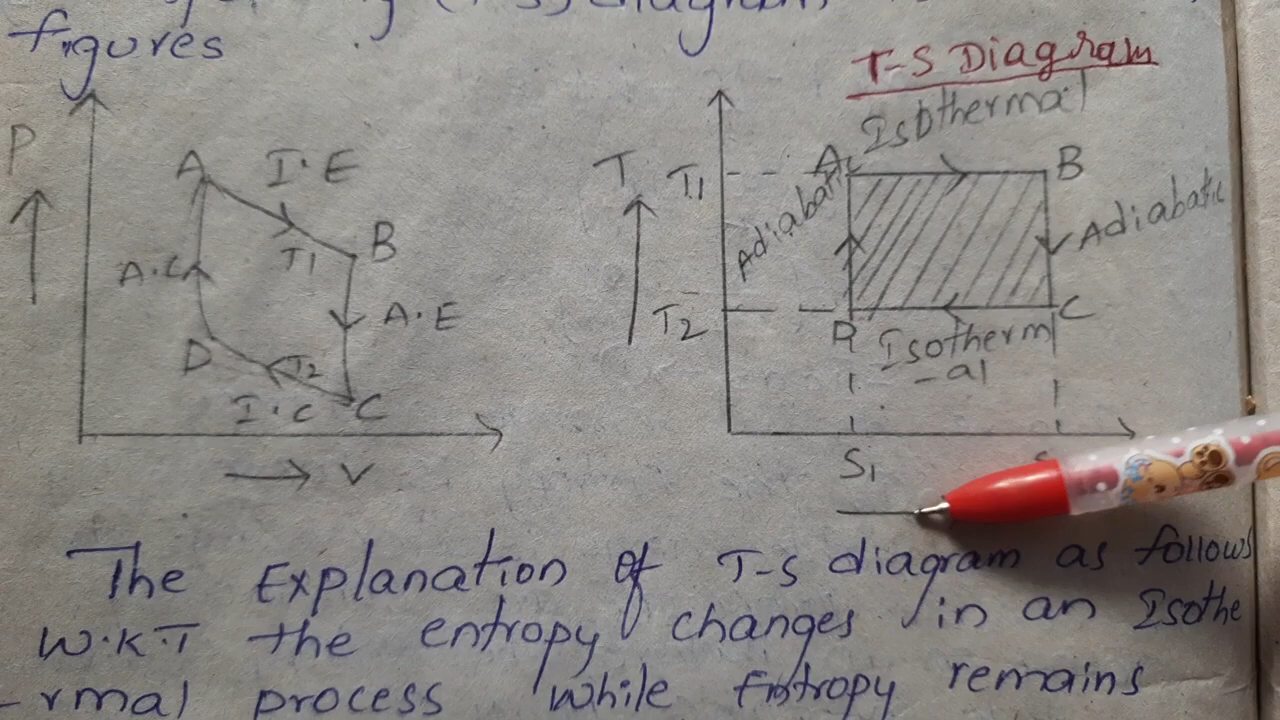 (T-S) diagram
figures
T-S Diagram
P
A
I.E
T1
B
A.C
A.E
D
T2
I.C
C
V
Isothermal
T
T1
A
B
Adiabatic
Adiabatic
T2
D
C
Isotherm
-al
S1
The Explanation of T-S diagram as follows
W.K.T the entropy changes in an Isothe
-rmal process while Entropy remains